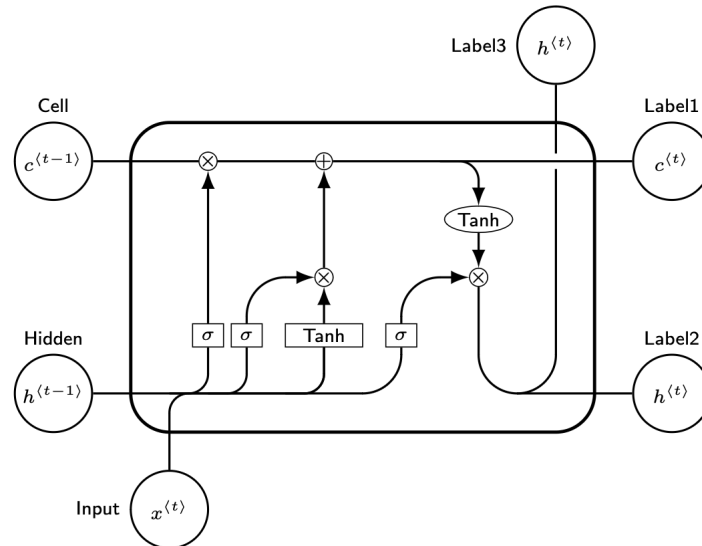 Label3
h⟨t⟩
Cell
Label1
c⟨t−1⟩
×
+
c⟨t⟩
Tanh
×
×
σ
σ
Tanh
σ
Hidden
Label2
h⟨t−1⟩
h⟨t⟩
Input
x⟨t⟩